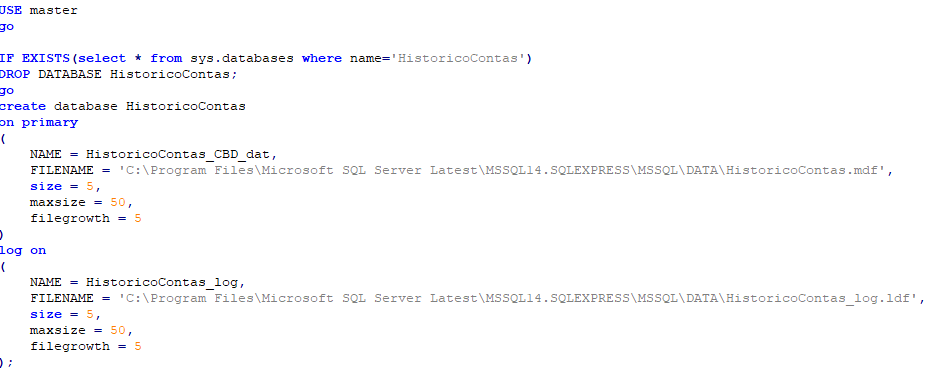 USE master
go
IF EXISTS(select * from sys.databases where name='HistoricoContas')
DROP DATABASE HistoricoContas;
go
create database HistoricoContas
on primary
(
NAME = HistoricoContas_CBD_dat,
FILENAME = 'C:\Program Files\Microsoft SQL Server Latest\MSSQL14.SQLEXPRESS\MSSQL\DATA\HistoricoContas.mdf',
size = 5,
maxsize = 50,
filegrowth = 5
)
log on
(
NAME = HistoricoContas_log,
FILENAME = 'C:\Program Files\Microsoft SQL Server Latest\MSSQL14.SQLEXPRESS\MSSQL\DATA\HistoricoContas_log.ldf',
size = 5,
maxsize = 50,
filegrowth = 5
);